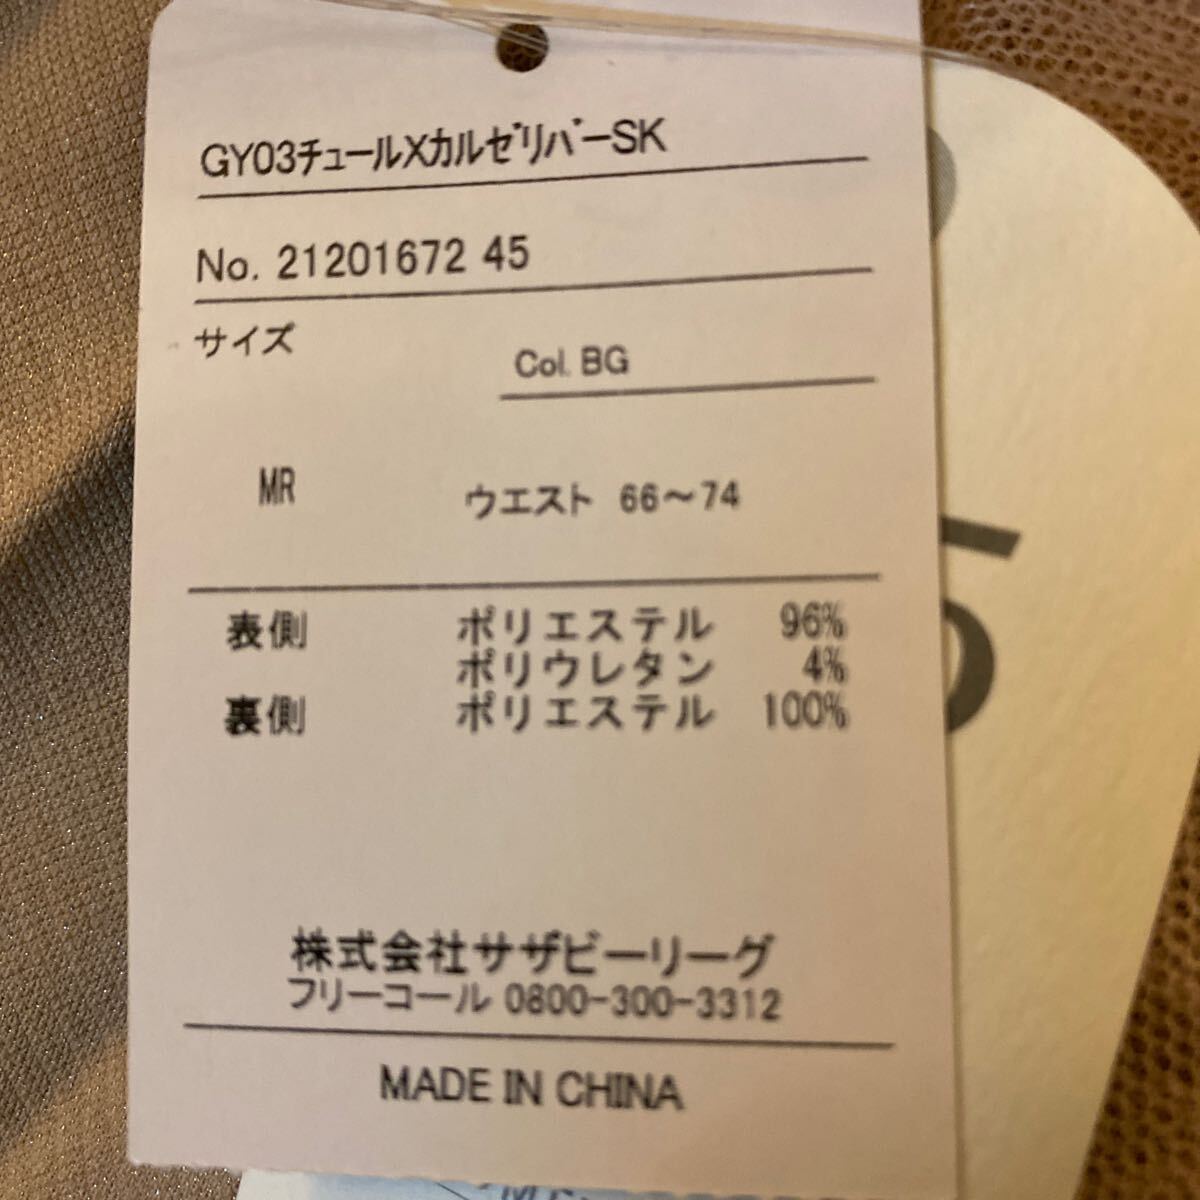 GY03チュールXカルゼリバーSK
No. 21201672 45
サイズ
Col. BG
MR ウエスト 66～74
表側 ポリエステル 96%
ポリウレタン 4%
裏側 ポリエステル 100%
株式会社サザビーリーグ
フリーコール 0800-300-3312
MADE IN CHINA
5